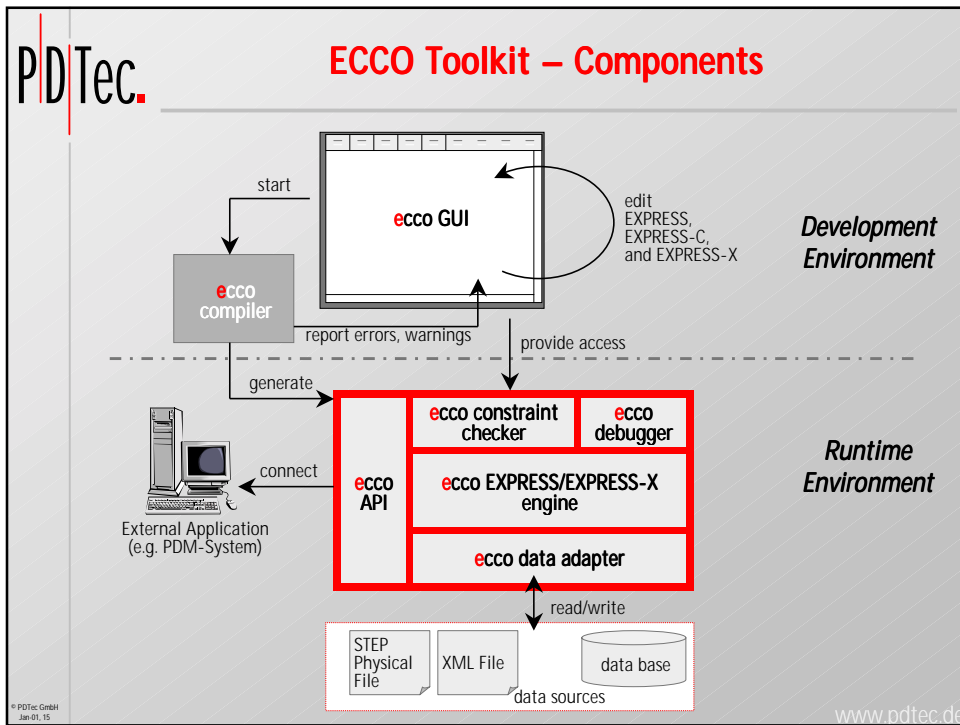 PDTec.
ECCO Toolkit – Components
start
ecco GUI
edit
EXPRESS,
EXPRESS-C,
and EXPRESS-X
Development
Environment
ecco
compiler
report errors, warnings
provide access
generate
ecco constraint
checker
ecco
debugger
Runtime
Environment
connect
ecco
API
ecco EXPRESS/EXPRESS-X
engine
External Application
(e.g. PDM-System)
ecco data adapter
read/write
STEP
Physical
File
XML File
data base
data sources
© PDTec GmbH
Jan-01, 15
www.pdtec.de